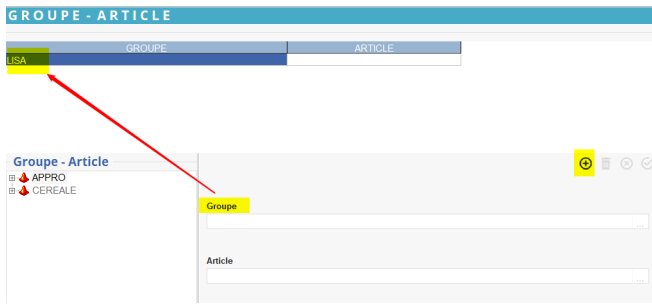 GROUPE - ARTICLE
GROUPE ARTICLE
LISA
Groupe - Article
APPRO
CEREALE
Groupe
...
Article
...